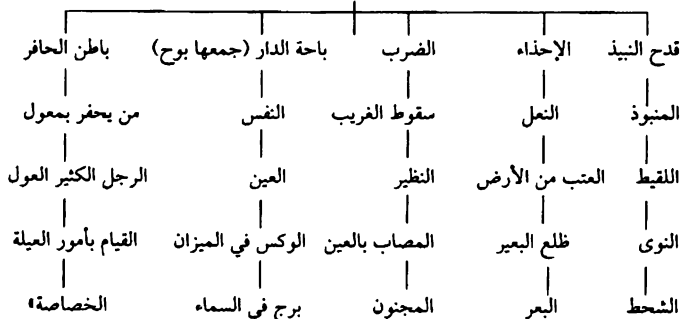 قدح النبيذ الإحذاء الضرب باحة الدار (جمعها بوح) باطن الحافر
المنبوذ النعل سقوط الغريب النفس من يحفر بمعول
اللقيط العتب من الأرض النظير العين الرجل الكثير العول
النوى ظلع البعير المصاب بالعين الوكس في الميزان القيام بأمور العيلة
الشحط البعر المجنون برج في السماء الخصاصة»